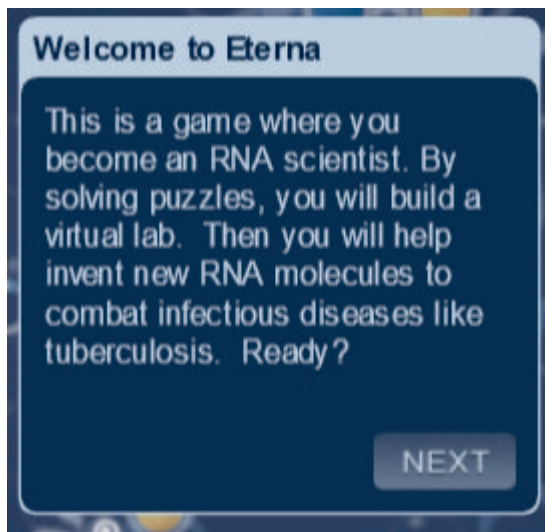 Welcome to Eterna
This is a game where you
become an RNA scientist. By
solving puzzles, you will build a
virtual lab. Then you will help
invent new RNA molecules to
combat infectious diseases like
tuberculosis. Ready?
NEXT